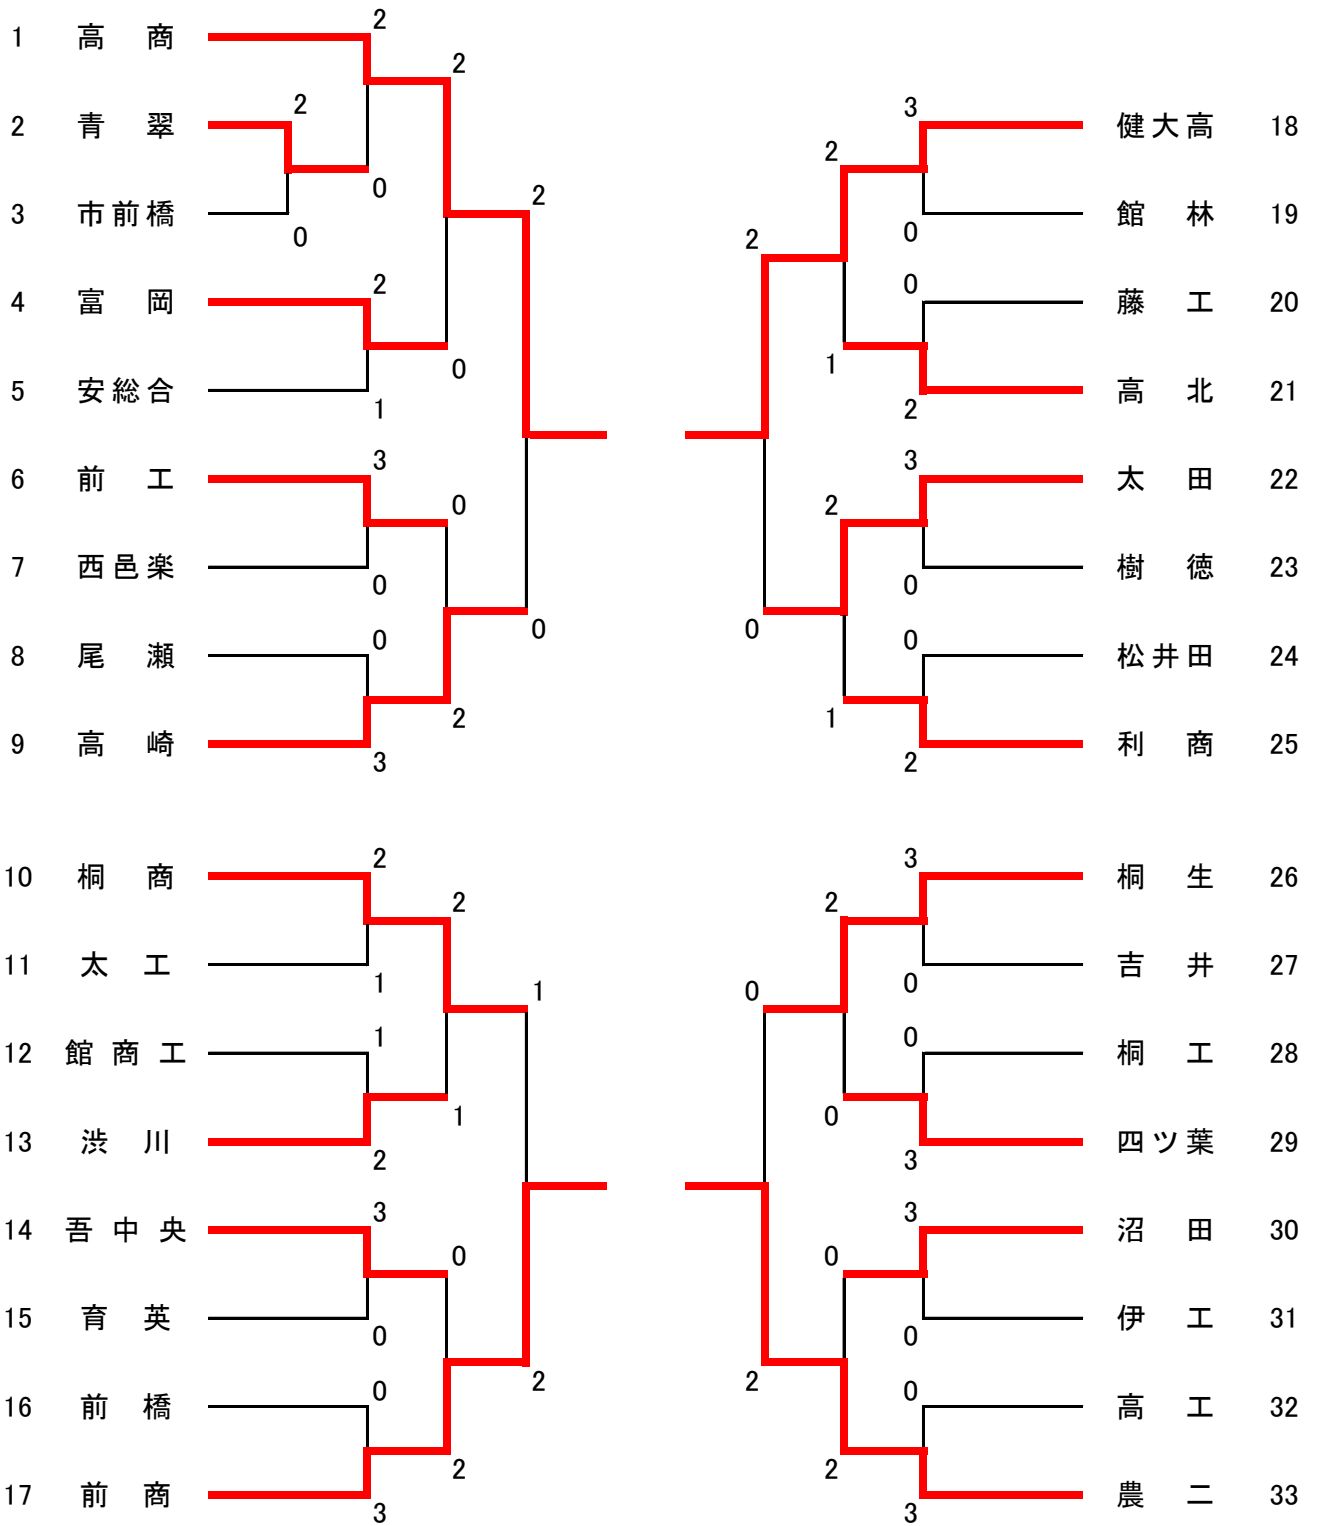 1 高商 2
2
2 青翠 2
0
3 市前橋 0
2
4 富岡 2
0
5 安総合 1
6 前工 3
0
7 西邑楽 0
8 尾瀬 0
0
2
9 高崎 3
3 健大高 18
2
館林 19
0
2
0 藤工 20
1
高北 21
2
3 太田 22
2
樹徳 23
0
0 松井田 24
0
1
利商 25
2
10 桐商 2
2
11 太工 1
1
12 館商工 1
1
13 渋川 2
14 吾中央 3
0
15 育英 0
16 前橋 0
2
2
17 前商 3
3 桐生 26
2
吉井 27
0
0
0 桐工 28
0
四ツ葉 29
3
3 沼田 30
0
伊工 31
0
0 高工 32
2
2
農二 33
3